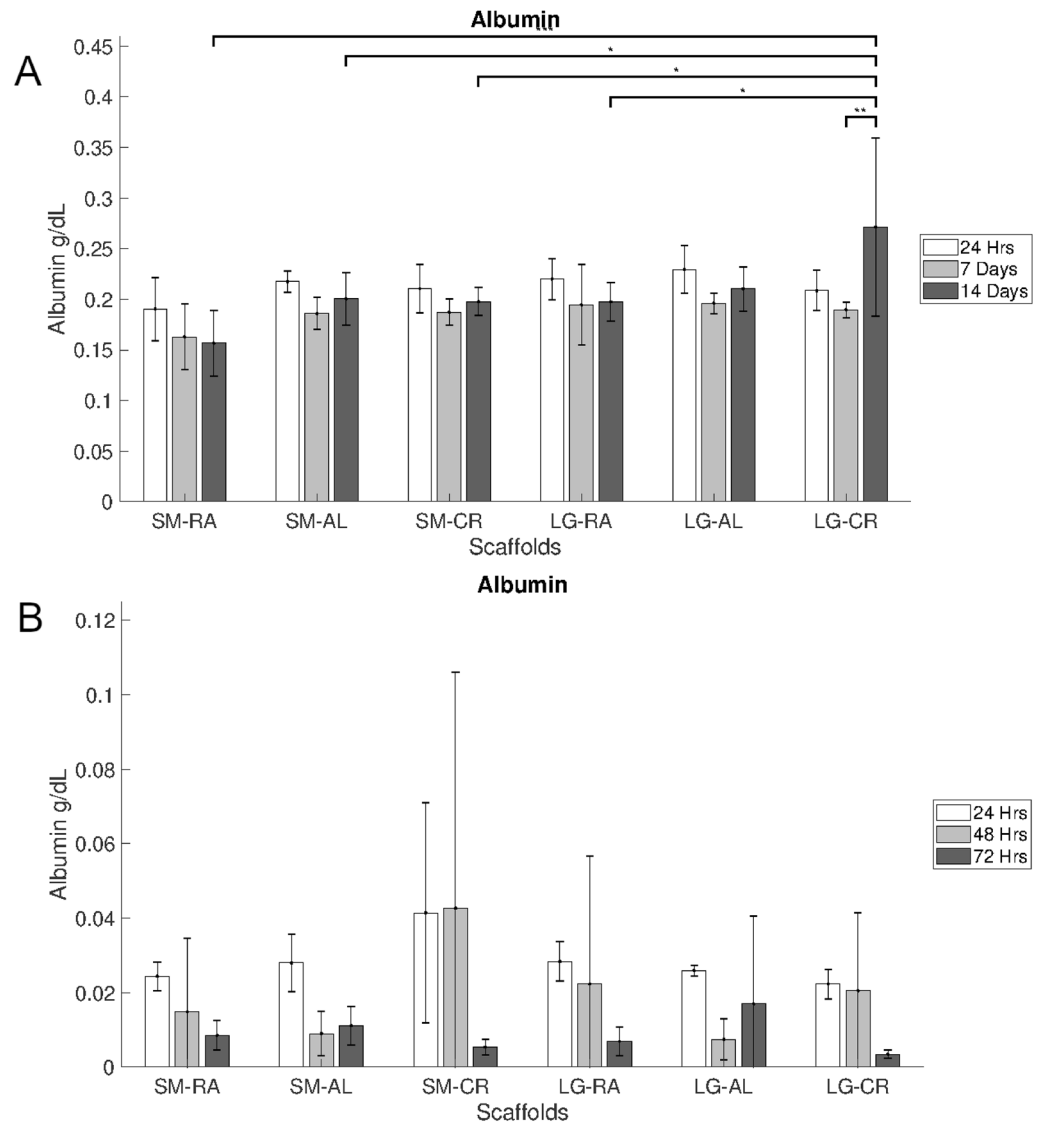 Albumin
A
***
*
*
*
**
0.45
0.4
0.35
0.3
0.25
0.2
0.15
0.1
0.05
0
Albumin g/dL
24 Hrs
7 Days
14 Days
SM-RA SM-AL SM-CR LG-RA LG-AL LG-CR
Scaffolds
Albumin
B
0.12
0.1
0.08
0.06
0.04
0.02
0
Albumin g/dL
24 Hrs
48 Hrs
72 Hrs
SM-RA SM-AL SM-CR LG-RA LG-AL LG-CR
Scaffolds